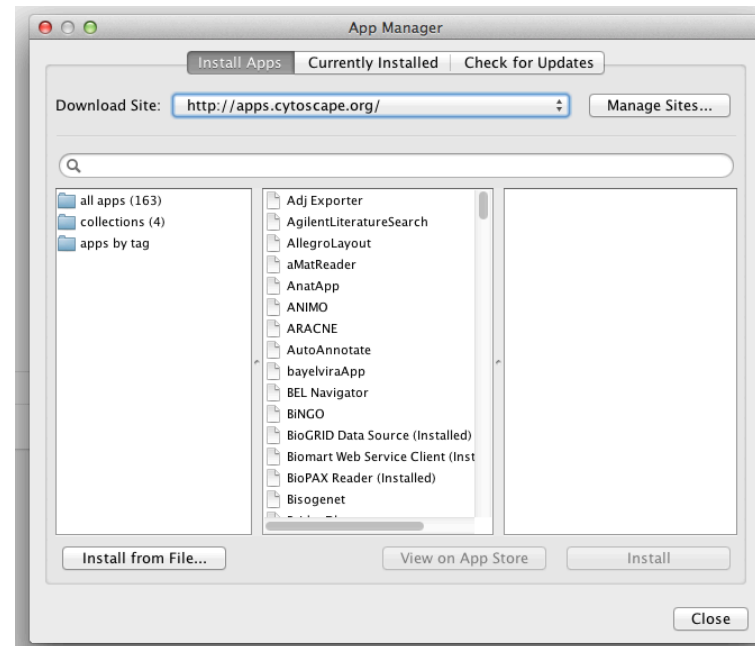 App Manager
Install Apps
Currently Installed
Check for Updates
Download Site:
http://apps.cytoscape.org/
Manage Sites...
all apps (163)
collections (4)
apps by tag
Adj Exporter
AgilentLiteratureSearch
AllegroLayout
aMatReader
AnatApp
ANIMO
ARACNE
AutoAnnotate
bayelviraApp
BEL Navigator
BiNGO
BioGRID Data Source (Installed)
Biomart Web Service Client (Inst
BioPAX Reader (Installed)
Bisogenet
Install from File...
View on App Store
Install
Close